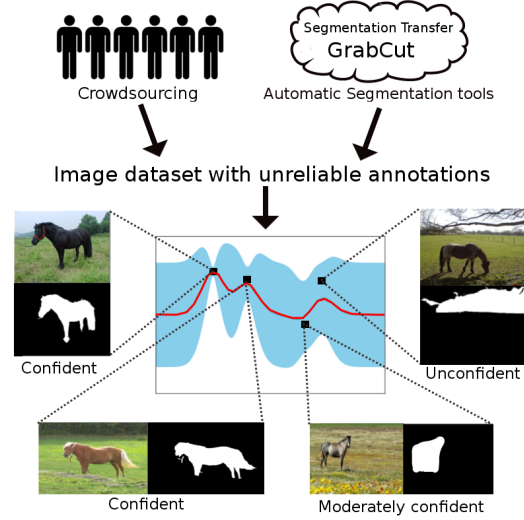 Segmentation Transfer
GrabCut
Crowdsourcing
Automatic Segmentation tools
Image dataset with unreliable annotations
Confident
Unconfident
Confident
Moderately confident